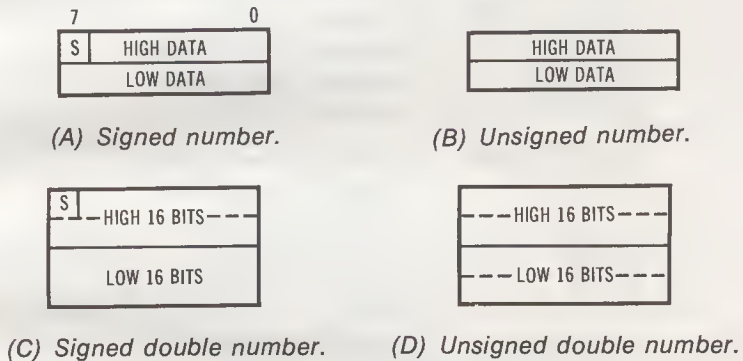 7 0
S HIGH DATA
LOW DATA
(A) Signed number.
HIGH DATA
LOW DATA
(B) Unsigned number.
S
HIGH 16 BITS
LOW 16 BITS
(C) Signed double number.
HIGH 16 BITS
LOW 16 BITS
(D) Unsigned double number.